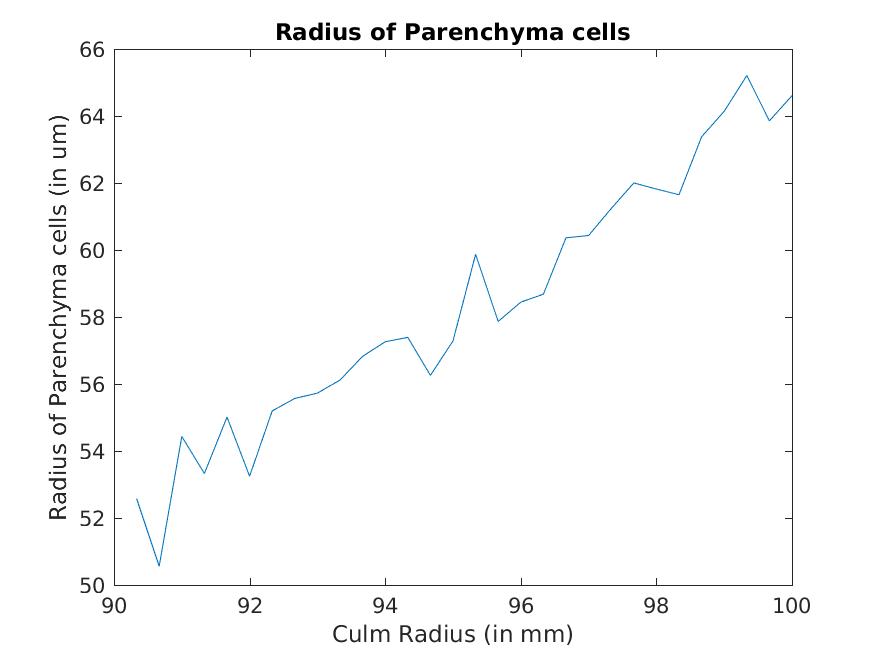 Radius of Parenchyma cells
66
64
62
60
58
56
54
52
50
Radius of Parenchyma cells (in um)
90 92 94 96 98 100
Culm Radius (in mm)